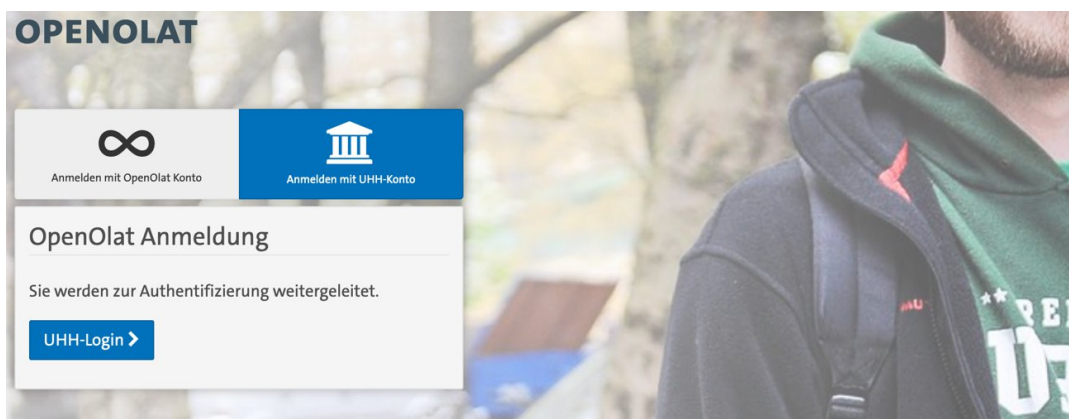 OPENOLAT
Anmelden mit OpenOlat Konto
Anmelden mit UHH-Konto
OpenOlat Anmeldung
Sie werden zur Authentifizierung weitergeleitet.
UHH-Login